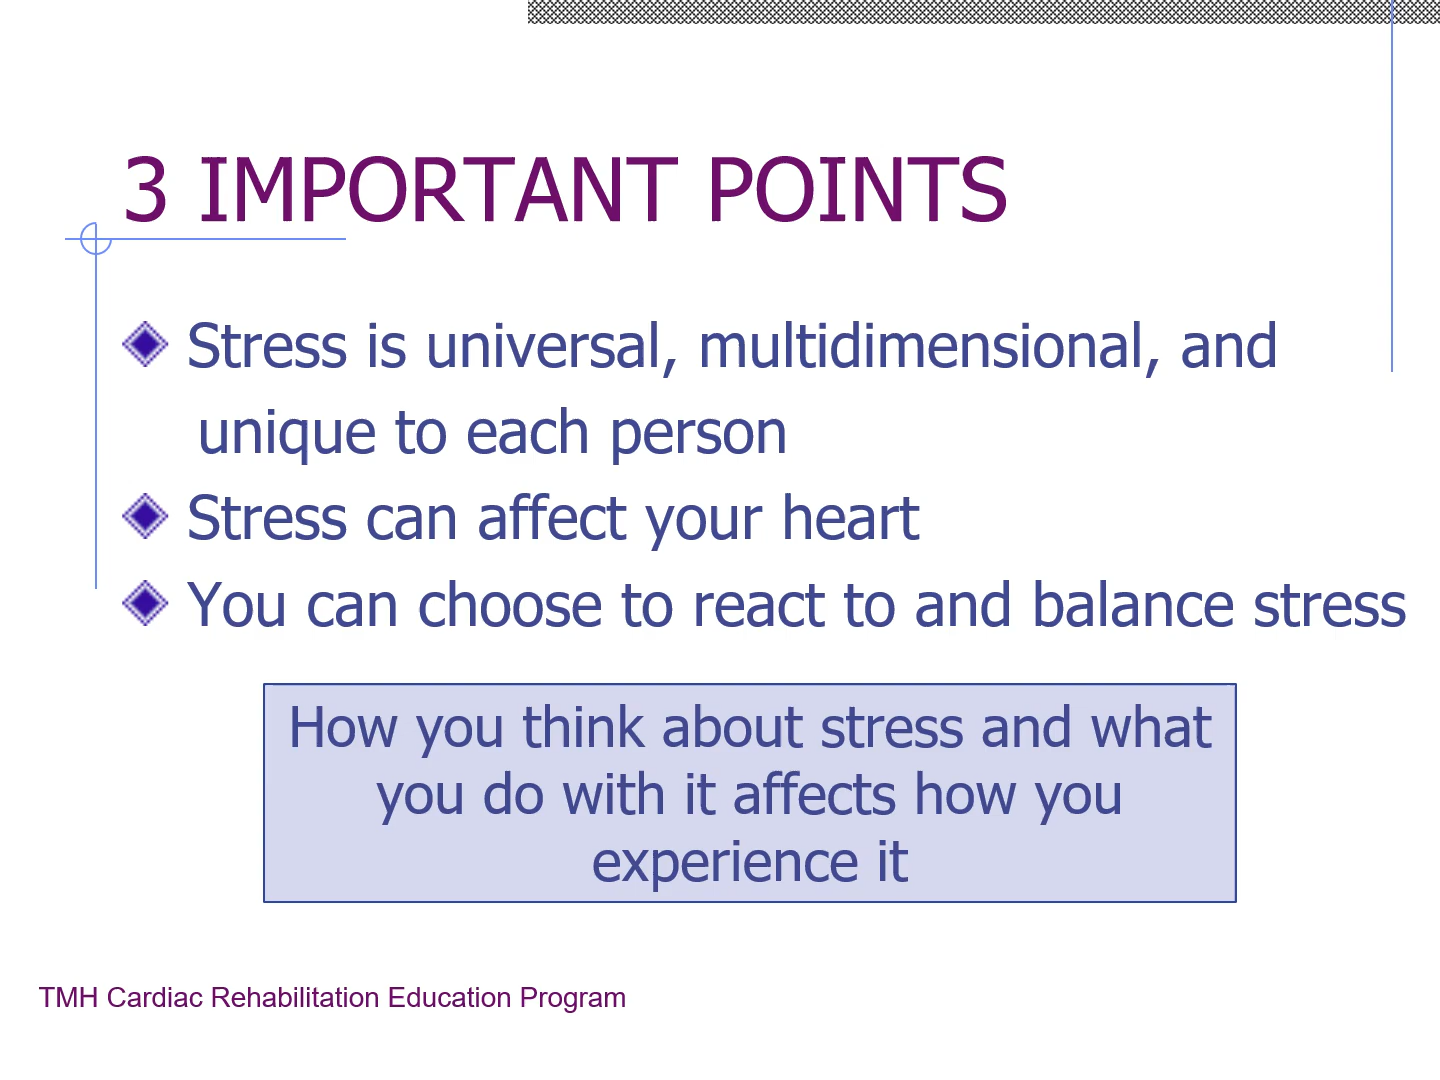 3 IMPORTANT POINTS
Stress is universal, multidimensional, and
unique to each person
Stress can affect your heart
You can choose to react to and balance stress
How you think about stress and what
you do with it affects how you
experience it
TMH Cardiac Rehabilitation Education Program